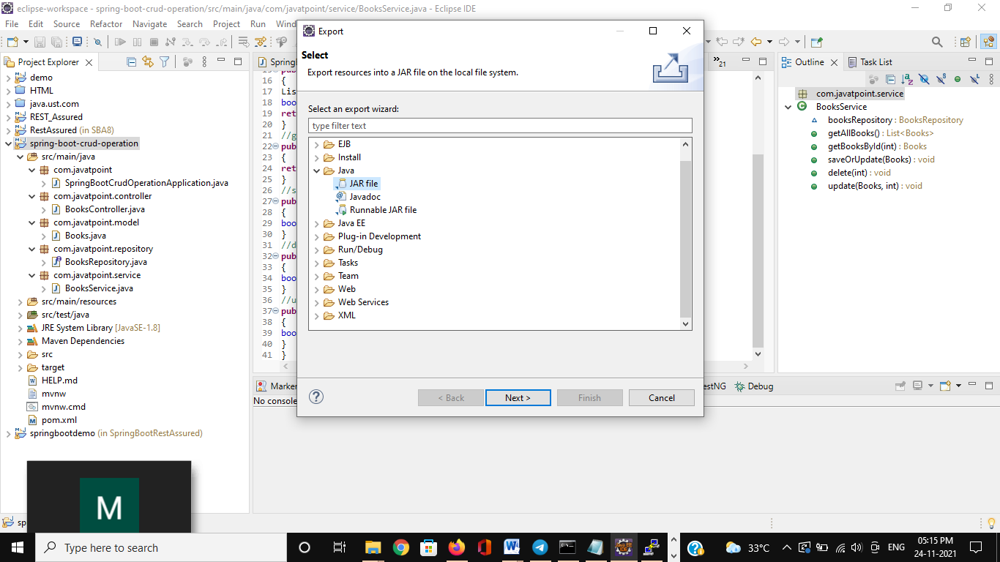 eclipse-workspace - spring-boot-crud-operation/src/main/java/com/javatpoint/service/BooksService.java - Eclipse IDE
File Edit Source Refactor Navigate Search Project Run Wind
Project Explorer
demo
HTML
java.ust.com
REST_Assured
RestAssured (in SBA8)
spring-boot-crud-operation
src/main/java
com.javatpoint
SpringBootCrudOperationApplication.java
com.javatpoint.controller
BooksController.java
com.javatpoint.model
Books.java
com.javatpoint.repository
BooksRepository.java
com.javatpoint.service
BooksService.java
src/main/resources
src/test/java
JRE System Library [JavaSE-1.8]
Maven Dependencies
src
target
HELP.md
mvnw
mvnw.cmd
pom.xml
springbootdemo (in SpringBootRestAssured)
M
sp
Spring
16 {
17 List
18 boo
19 ret
20 }
21 //g
22 pub
23 {
24 ret
25 }
26 //s
27 pub
28 {
29 boo
30 }
31 //d
32 pub
33 {
34 boo
35 }
36 //u
37 pub
38 {
39 boo
40 }
41 }
Export
Select
Export resources into a JAR file on the local file system.
Select an export wizard:
type filter text
EJB
Install
Java
JAR file
Javadoc
Runnable JAR file
Java EE
Plug-in Development
Run/Debug
Tasks
Team
Web
Web Services
XML
? < Back Next > Finish Cancel
21
Outline Task List
com.javatpoint.service
BooksService
booksRepository : BooksRepository
getAllBooks() : List<Books>
getBooksById(int) : Books
saveOrUpdate(Books) : void
delete(int) : void
update(Books, int) : void
Marker
estNG Debug
No console
Type here to search
33°C
ENG
05:15 PM
24-11-2021